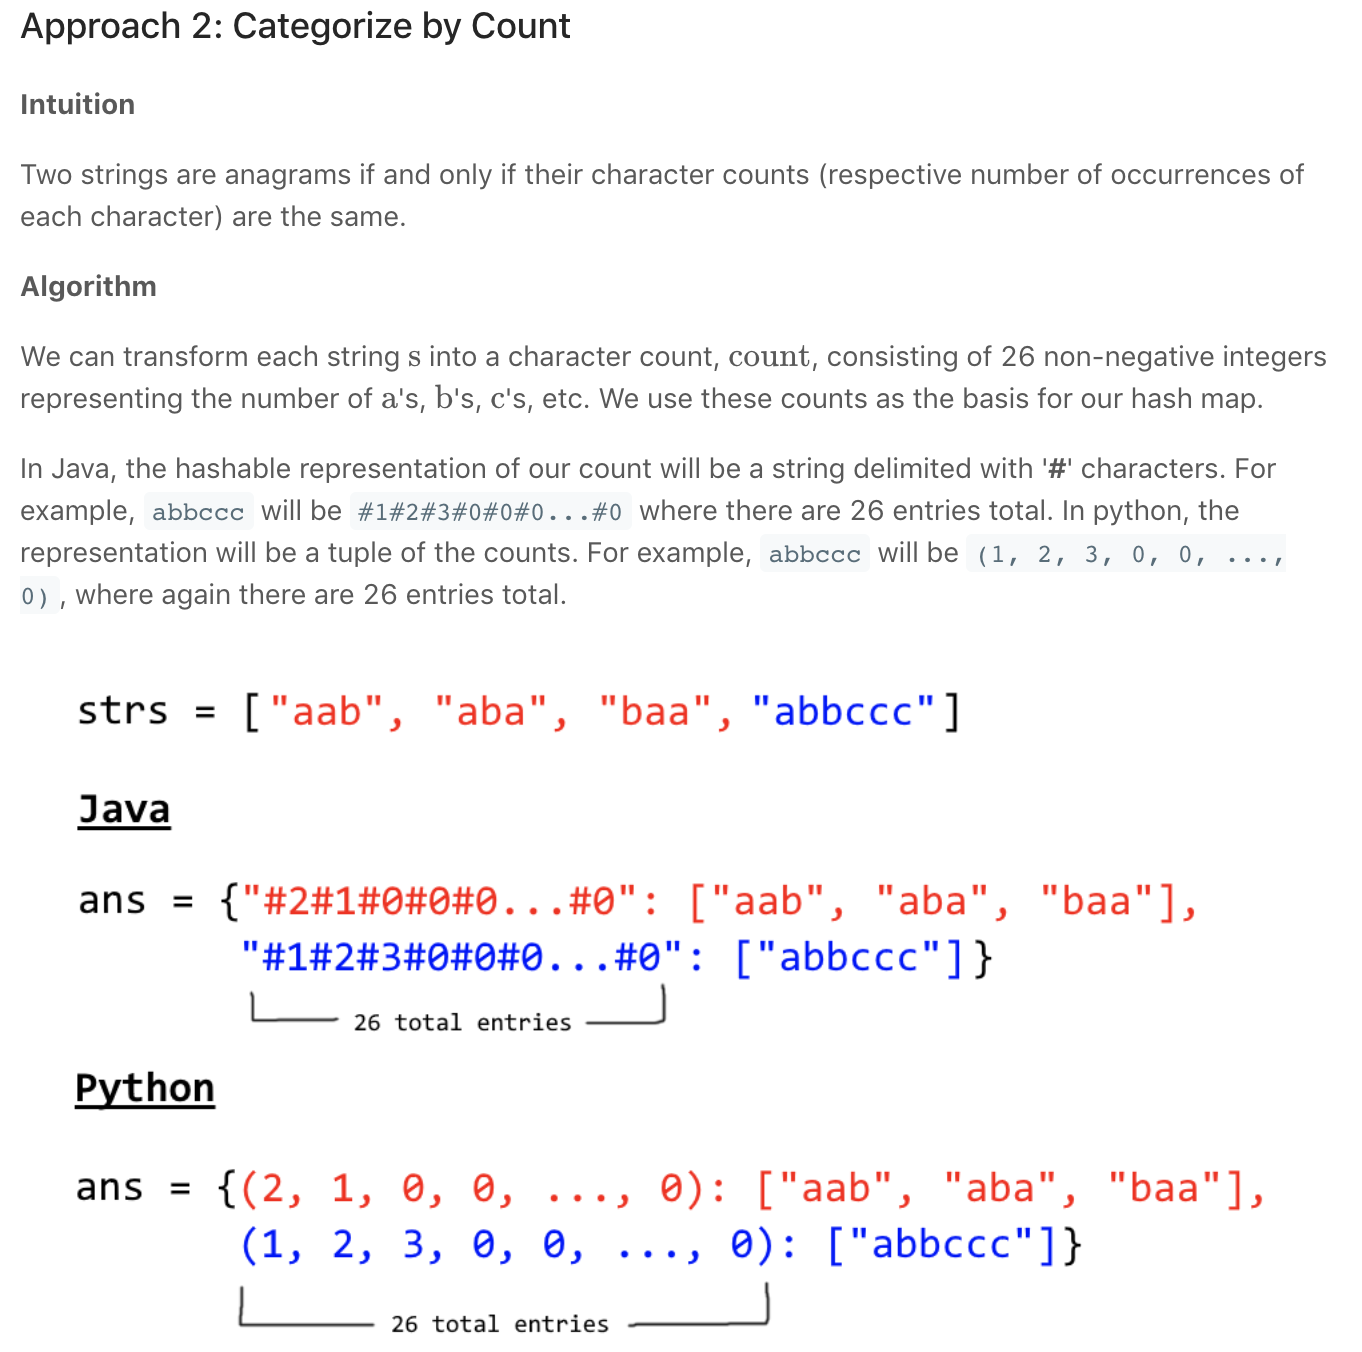 Approach 2: Categorize by Count
Intuition
Two strings are anagrams if and only if their character counts (respective number of occurrences of
each character) are the same.
Algorithm
We can transform each string s into a character count, count, consisting of 26 non-negative integers
representing the number of a's, b's, c's, etc. We use these counts as the basis for our hash map.
In Java, the hashable representation of our count will be a string delimited with '#' characters. For
example, abbccc will be #1#2#3#0#0#0...#0 where there are 26 entries total. In python, the
representation will be a tuple of the counts. For example, abbccc will be (1, 2, 3, 0, 0, ...,
0) , where again there are 26 entries total.
strs = ["aab", "aba", "baa", "abbccc"]
Java
ans = {"#2#1#0#0#0...#0": ["aab", "aba", "baa"],
"#1#2#3#0#0#0...#0": ["abbccc"]}
26 total entries
Python
ans = {(2, 1, 0, 0, ..., 0): ["aab", "aba", "baa"],
(1, 2, 3, 0, 0, ..., 0): ["abbccc"]}
26 total entries